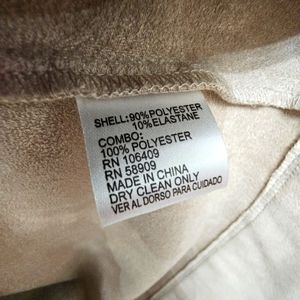 SHELL: 90% POLYESTER
10% ELASTANE
COMBO:
100% POLYESTER
RN 106409
RN 58909
MADE IN CHINA
DRY CLEAN ONLY
VER AL DORSO PARA CUIDADO